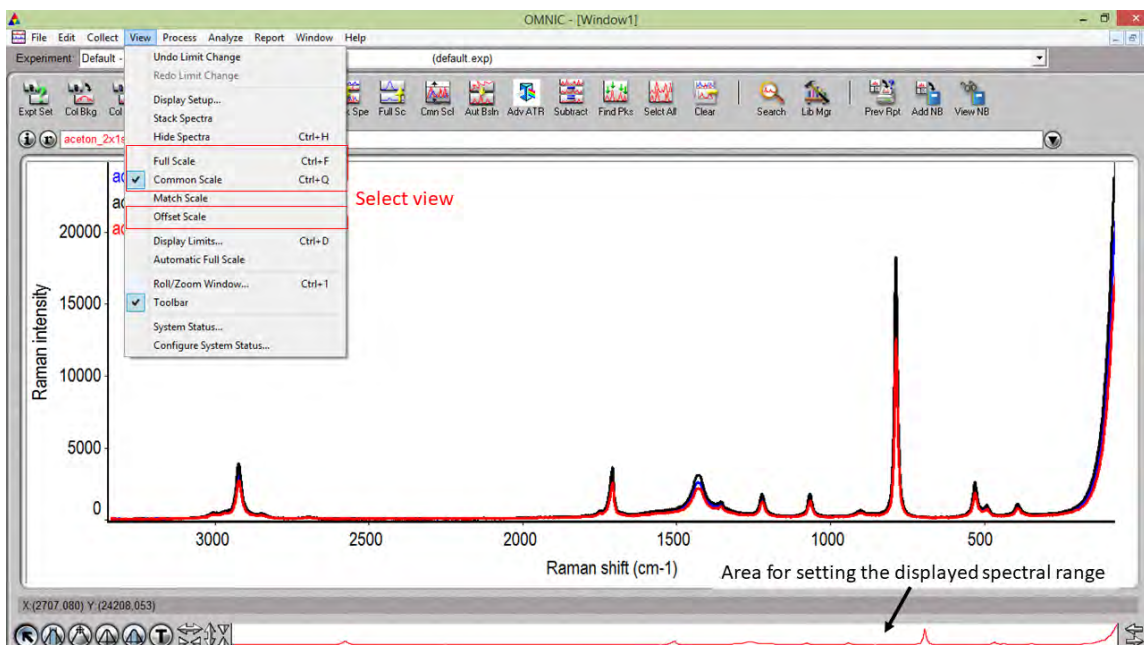 OMNIC - [Window1]
File Edit Collect View Process Analyze Report Window Help
Experiment: Default - (default.exp)
Undo Limit Change
Redo Limit Change
Display Setup...
Stack Spectra
Hide Spectra Ctrl+H
Full Scale Ctrl+F
Common Scale Ctrl+Q
Match Scale
Offset Scale
Display Limits... Ctrl+D
Automatic Full Scale
Roll/Zoom Window... Ctrl+1
Toolbar
System Status...
Configure System Status...
Expt Set Col Bkg Col Spe Full Sc Cmn Scl Aut Bsln Adv ATR Subtract Find Pks Selct All Clear Search Lib Mgr Prev Rpt Add NB View NB
aceton_2x1s
Select view
20000
15000
10000
5000
0
Raman intensity
3000 2500 2000 1500 1000 500
Raman shift (cm-1)
Area for setting the displayed spectral range
X:(2707.080) Y:(24208.053)
T